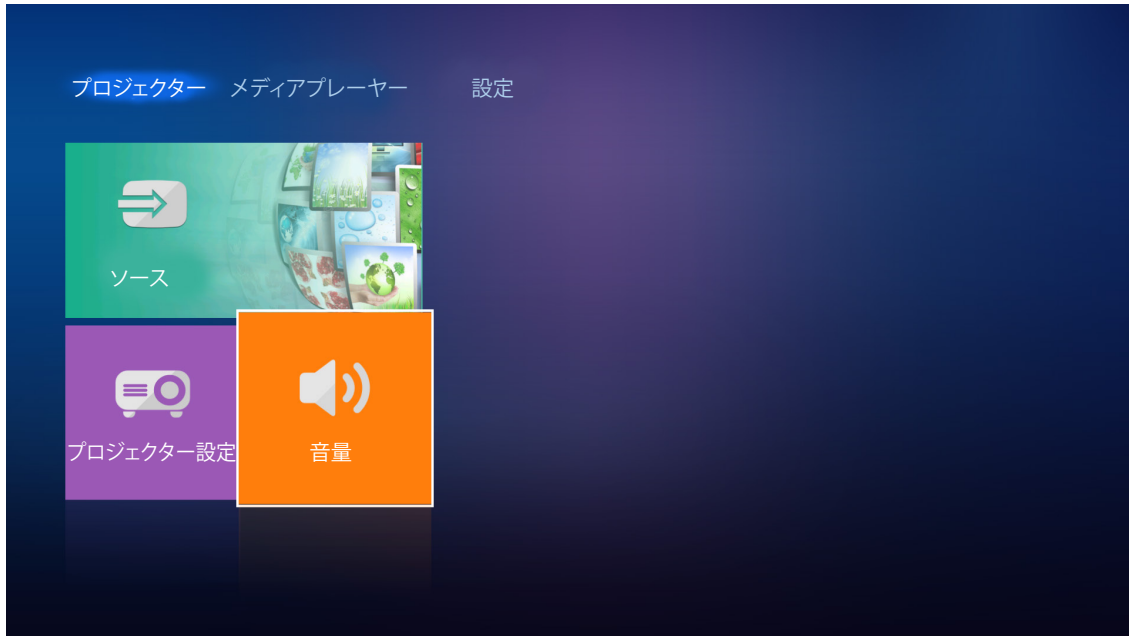 プロジェクター
メディアプレーヤー
設定
ソース
プロジェクター設定
音量